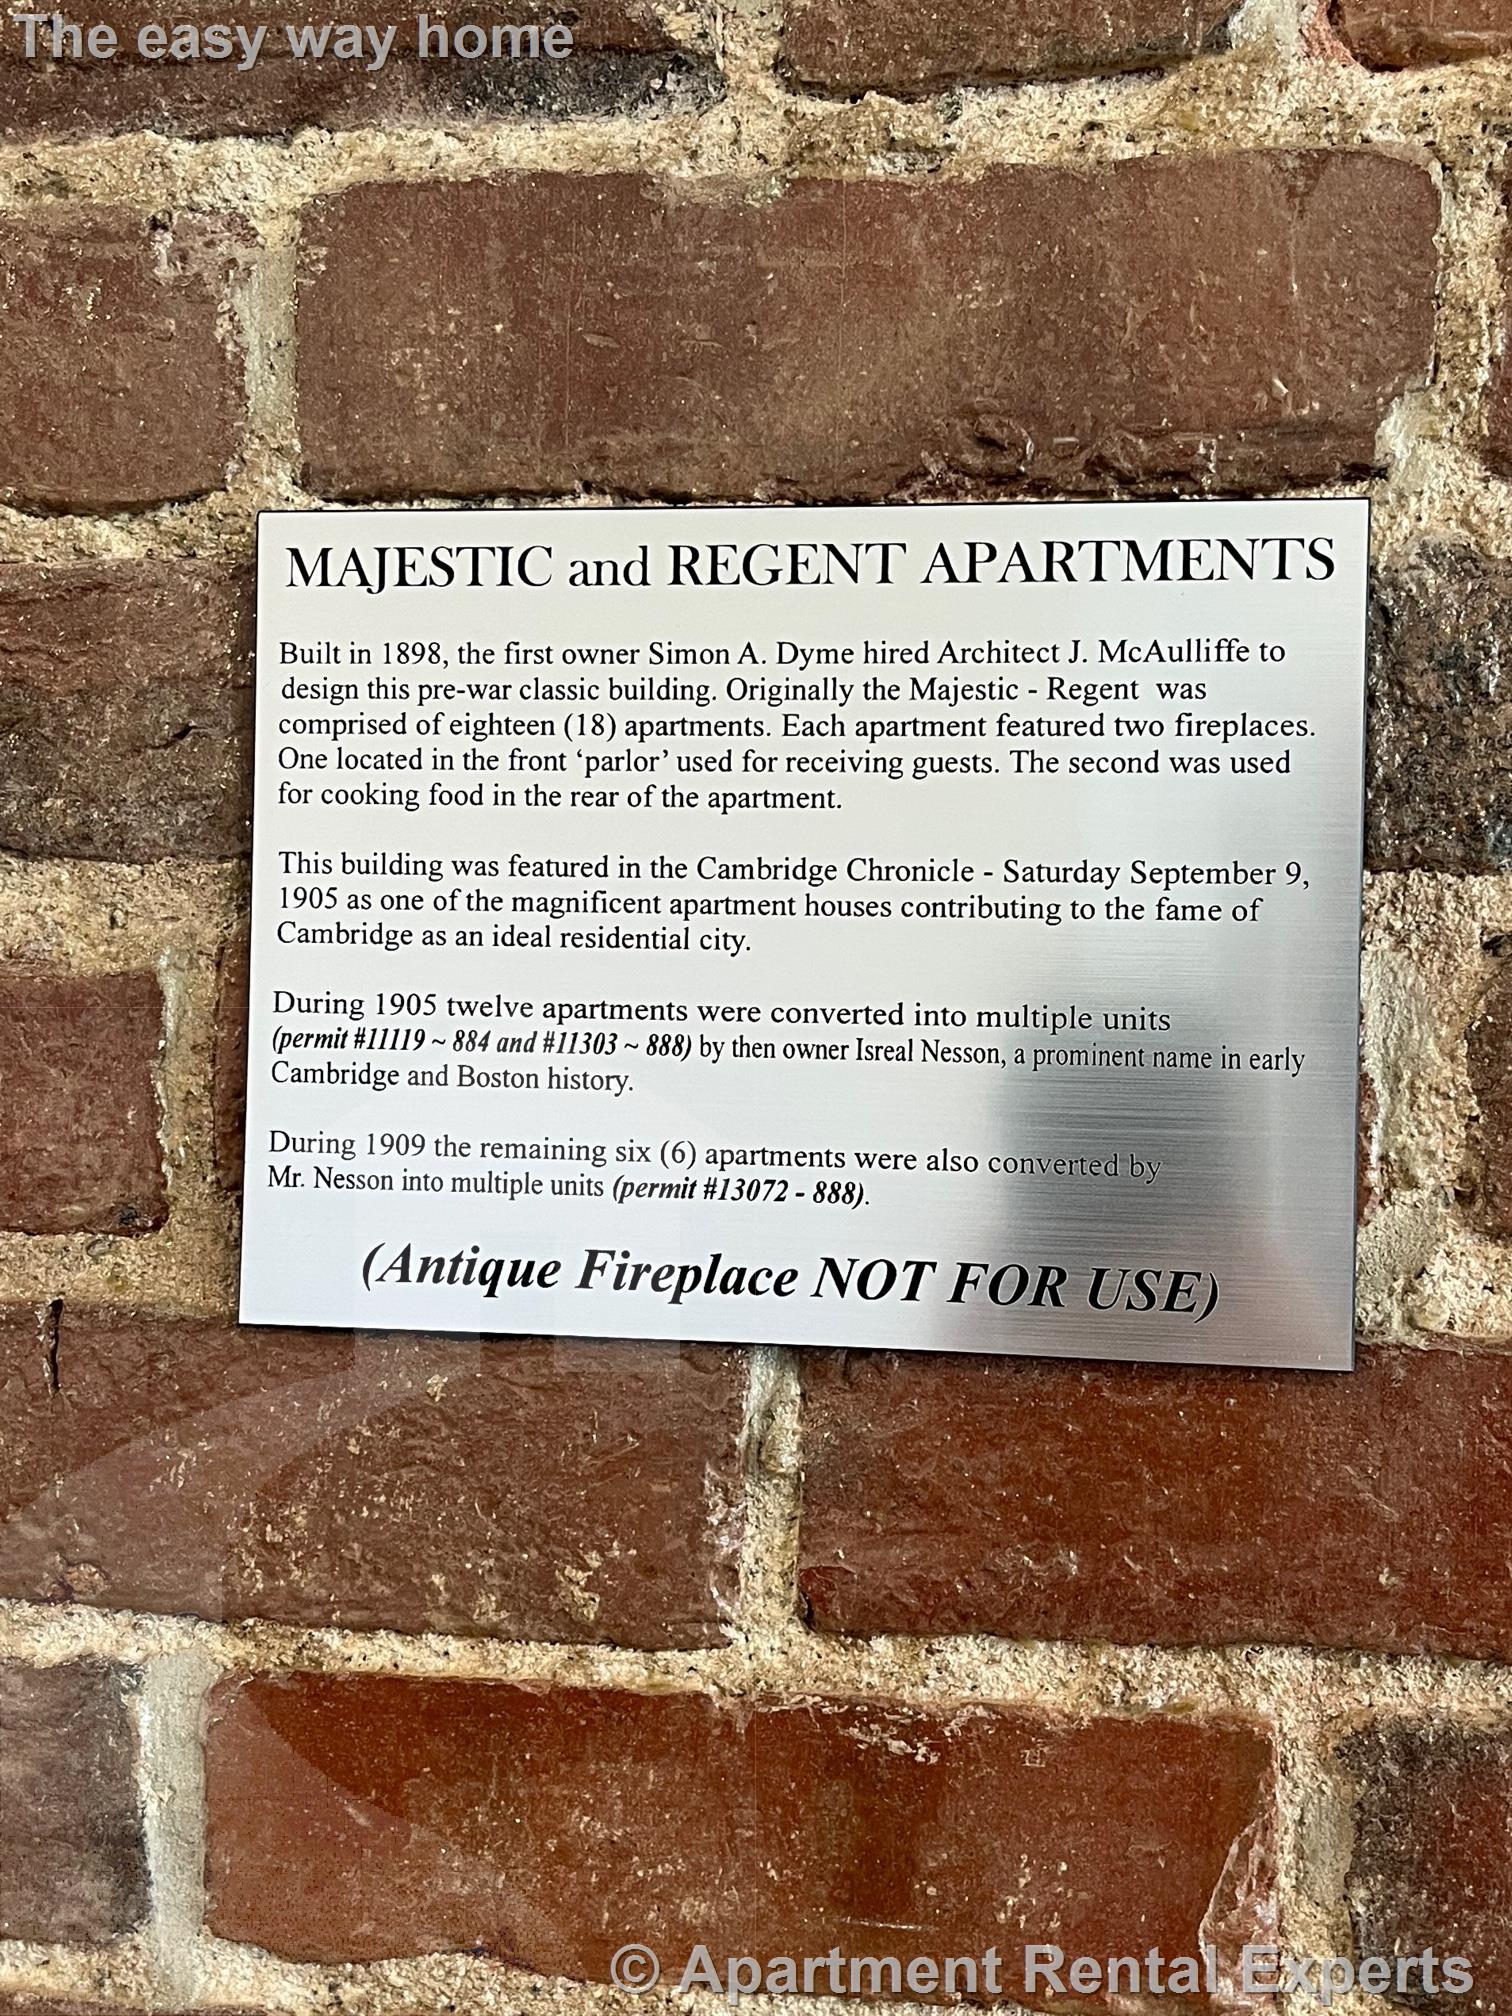 The easy way home
MAJESTIC and REGENT APARTMENTS
Built in 1898, the first owner Simon A. Dyme hired Architect J. McAulliffe to
design this pre-war classic building. Originally the Majestic - Regent was
comprised of eighteen (18) apartments. Each apartment featured two fireplaces.
One located in the front ‘parlor’ used for receiving guests. The second was used
for cooking food in the rear of the apartment.
This building was featured in the Cambridge Chronicle - Saturday September 9,
1905 as one of the magnificent apartment houses contributing to the fame of
Cambridge as an ideal residential city.
During 1905 twelve apartments were converted into multiple units
(permit #11119 ~ 884 and #11303 ~ 888) by then owner Isreal Nesson, a prominent name in early
Cambridge and Boston history.
During 1909 the remaining six (6) apartments were also converted by
Mr. Nesson into multiple units (permit #13072 - 888).
(Antique Fireplace NOT FOR USE)
© Apartment Rental Experts